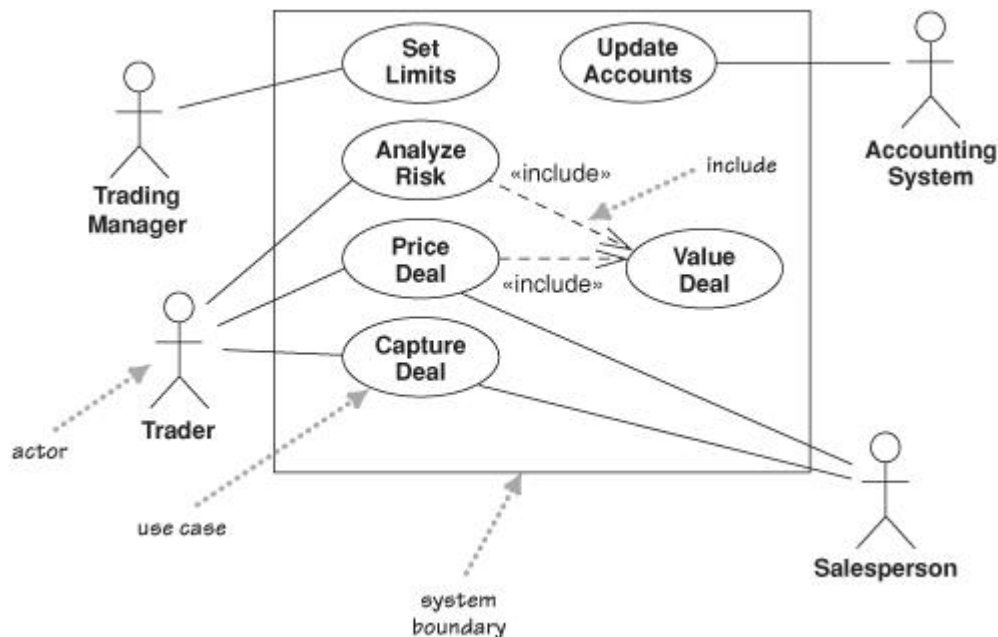 Set
Limits
Update
Accounts
Trading
Manager
Analyze
Risk
«include»
include
Accounting
System
Price
Deal
«include»
Value
Deal
Capture
Deal
Trader
actor
use case
Salesperson
system
boundary